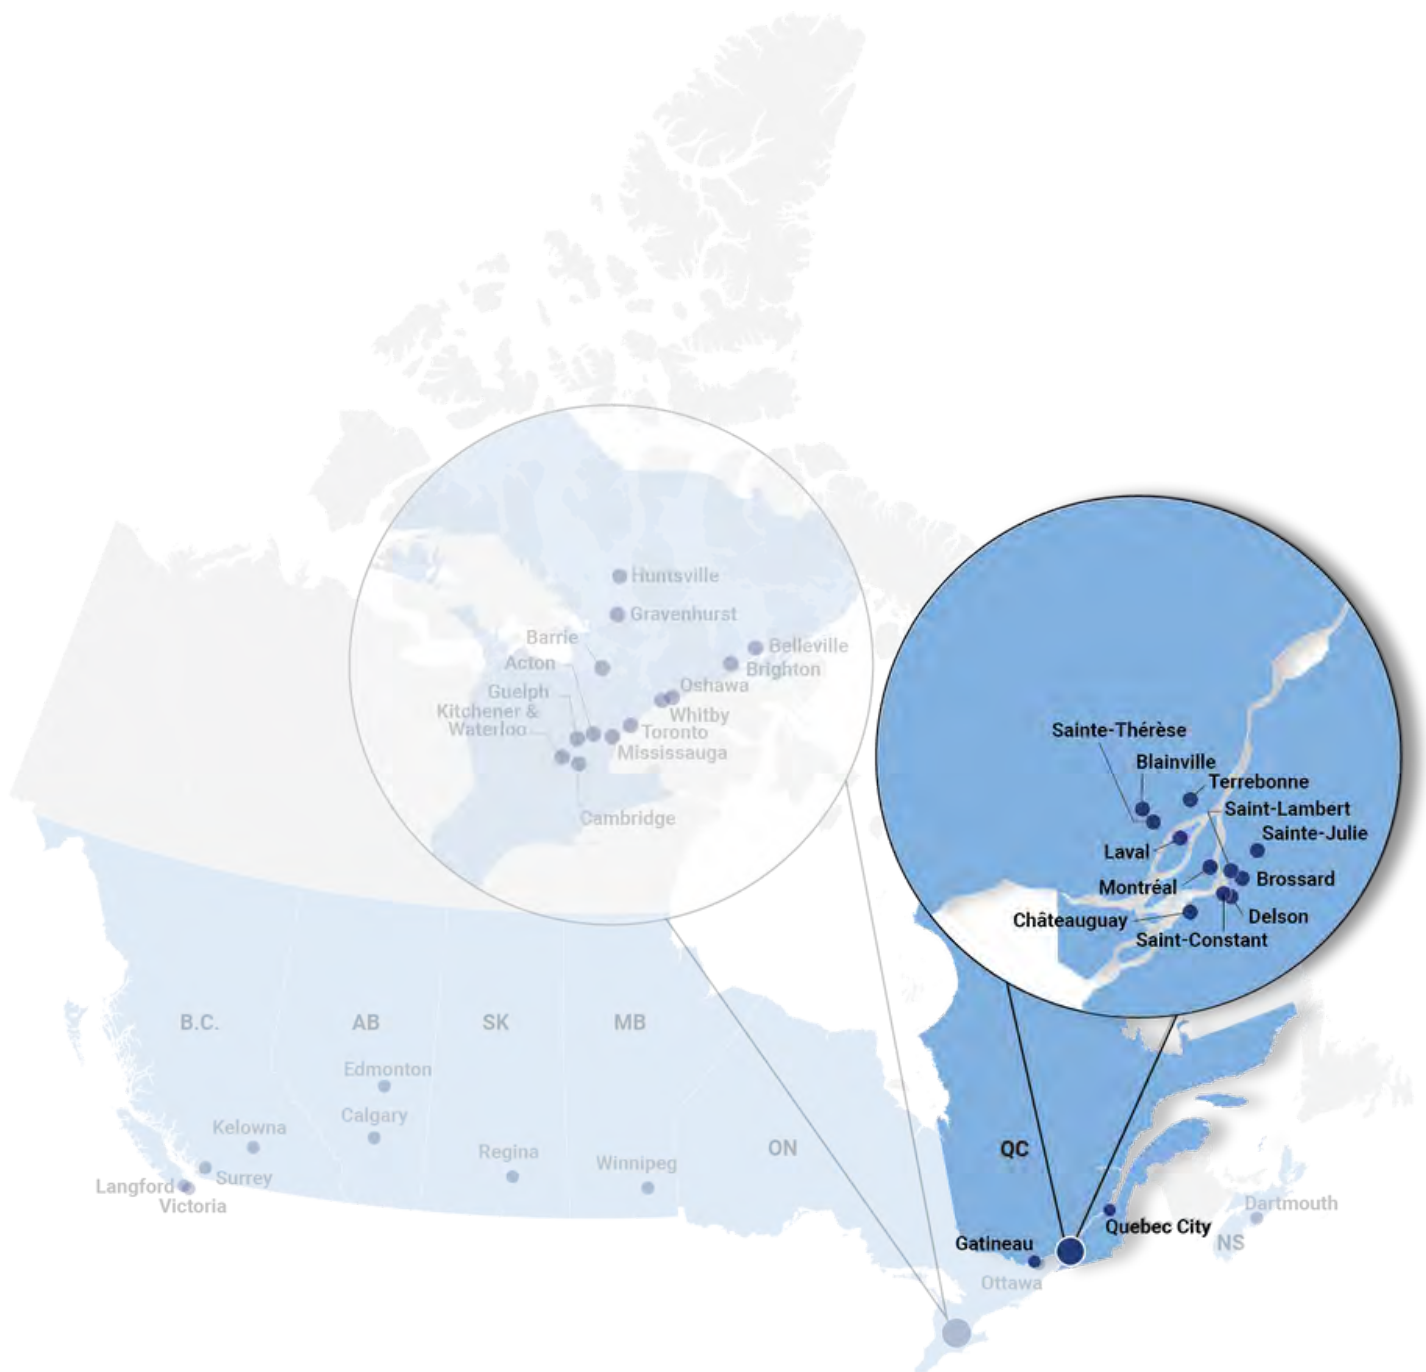 Huntsville
Gravenhurst
Barrie
Acton
Guelph
Kitchener &
Waterloo
Belleville
Brighton
Oshawa
Whitby
Toronto
Mississauga
Cambridge
Sainte-Thérèse
Blainville
Terrebonne
Saint-Lambert
Sainte-Julie
Laval
Montréal
Brossard
Châteauguay
Delson
Saint-Constant
B.C.
AB
SK
MB
Edmonton
Calgary
Kelowna
Regina
Winnipeg
ON
QC
Langford
Surrey
Victoria
Dartmouth
NS
Quebec City
Gatineau
Ottawa